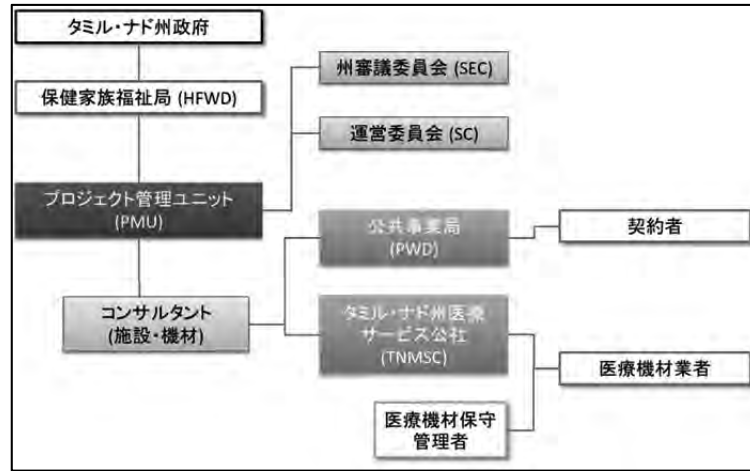 タミル・ナド州政府
保健家族福祉局 (HFWD)
州審議委員会 (SEC)
運営委員会 (SC)
プロジェクト管理ユニット
(PMU)
公共事業局
(PWD)
契約者
コンサルタント
(施設・機材)
タミル・ナド州医療
サービス公社
(TNMSC)
医療機材業者
医療機材保守
管理者